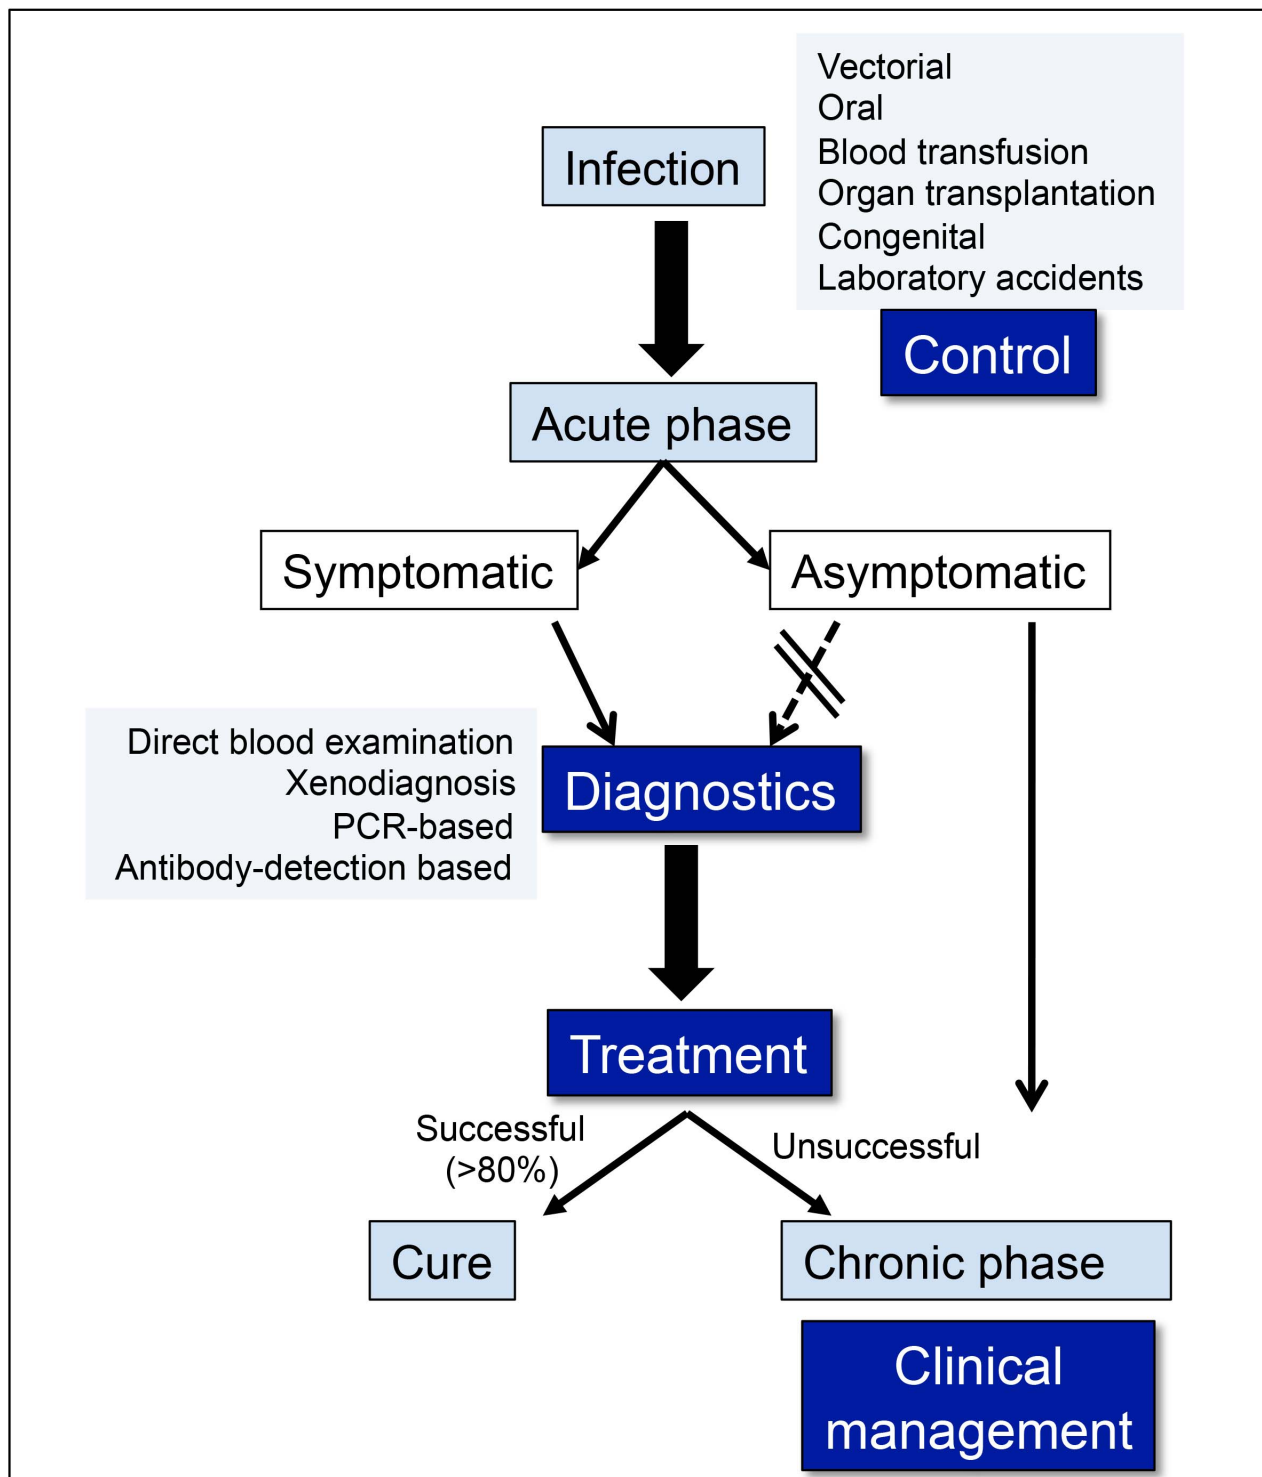 Vectorial
Oral
Blood transfusion
Organ transplantation
Congenital
Laboratory accidents
Infection
Control
Acute phase
Symptomatic
Asymptomatic
Direct blood examination
Xenodiagnosis
PCR-based
Antibody-detection based
Diagnostics
Treatment
Successful
(>80%)
Unsuccessful
Cure
Chronic phase
Clinical
management